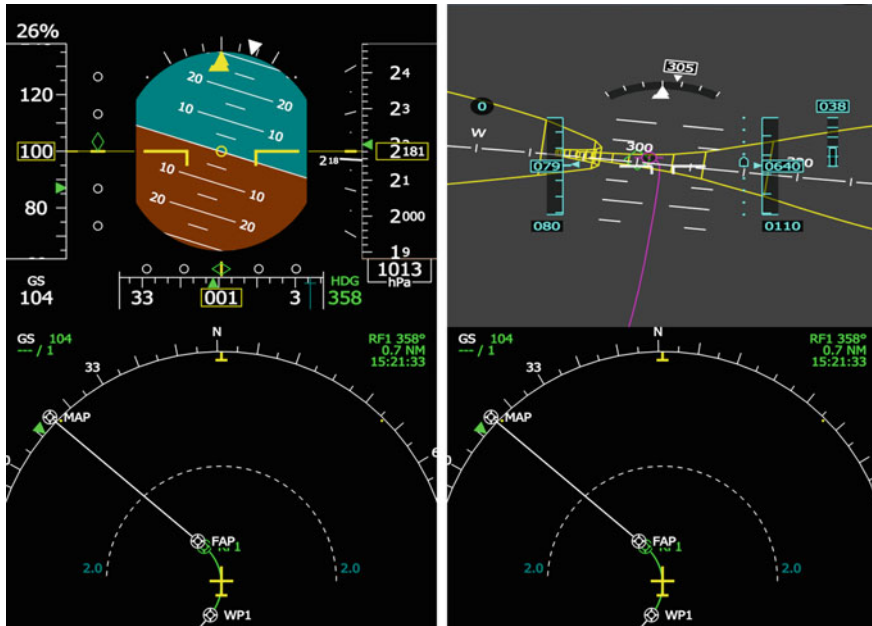 26%
120
100
80
GS
104
20
20
10
10
10
10
20
20
24
23
2181
218
21
2000
19
1013
hPa
33
001
3
HDG
358
305
0
W
300
079
080
038
0640
0110
GS 104
--- / 1
N
RF1 358°
0.7 NM
15:21:33
33
MAP
FAP
2.0
2.0
WP1
GS 104
--- / 1
N
RF1 358°
0.7 NM
15:21:33
33
MAP
FAP
2.0
2.0
WP1